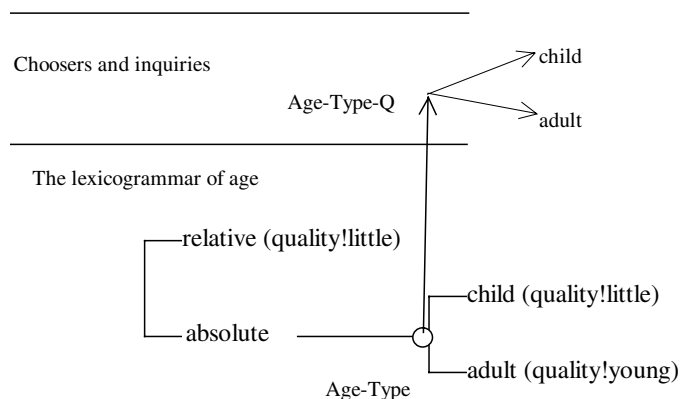 child
Choosers and inquiries
Age-Type-Q
adult
The lexicogrammar of age
relative (quality!little)
child (quality!little)
absolute
adult (quality!young)
Age-Type